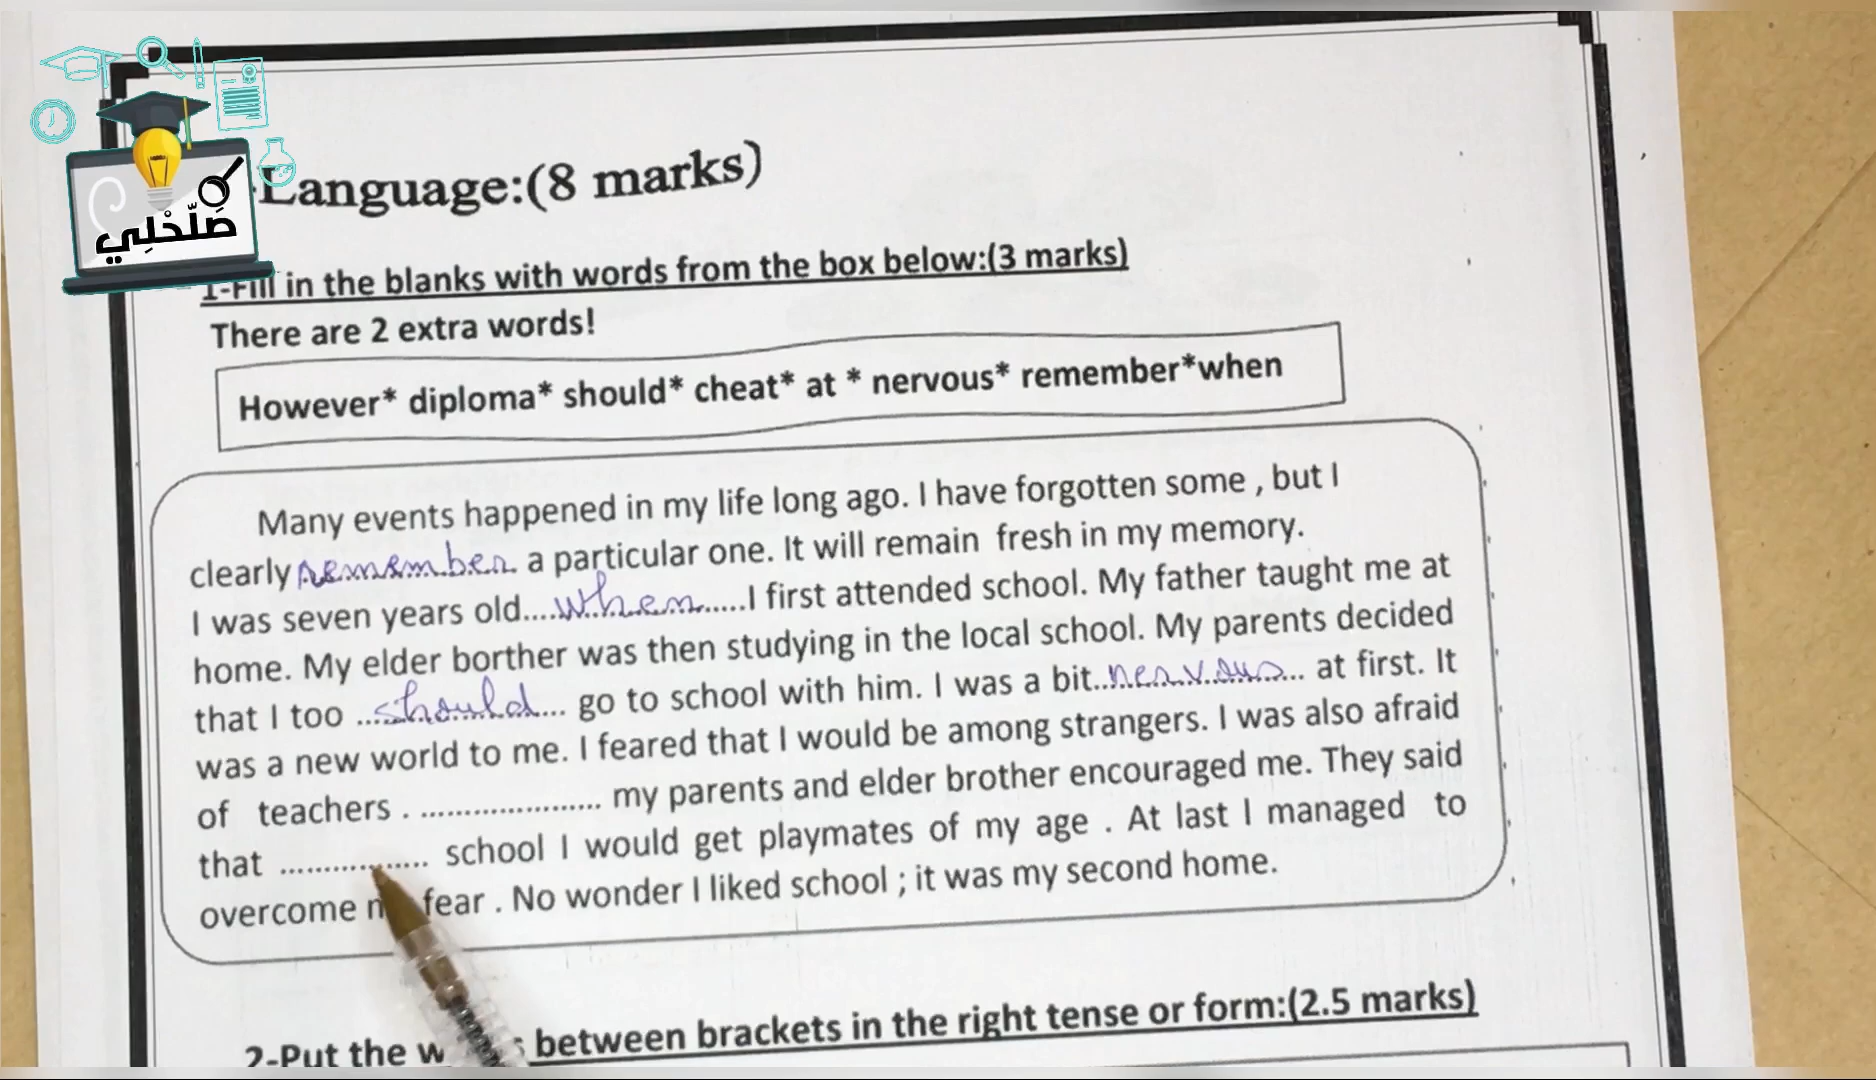 صَلَّحْلِي
Language:(8 marks)
1-Fill in the blanks with words from the box below:(3 marks)
There are 2 extra words!
However* diploma* should* cheat* at * nervous* remember*when
Many events happened in my life long ago. I have forgotten some , but I
clearly remember a particular one. It will remain fresh in my memory.
I was seven years old....when.....I first attended school. My father taught me at
home. My elder borther was then studying in the local school. My parents decided
that I too ....should.... go to school with him. I was a bit..nervous... at first. It
was a new world to me. I feared that I would be among strangers. I was also afraid
of teachers . ..................... my parents and elder brother encouraged me. They said
that ................. school I would get playmates of my age . At last I managed to
overcome fear . No wonder I liked school ; it was my second home.
2-Put the between brackets in the right tense or form:(2.5 marks)